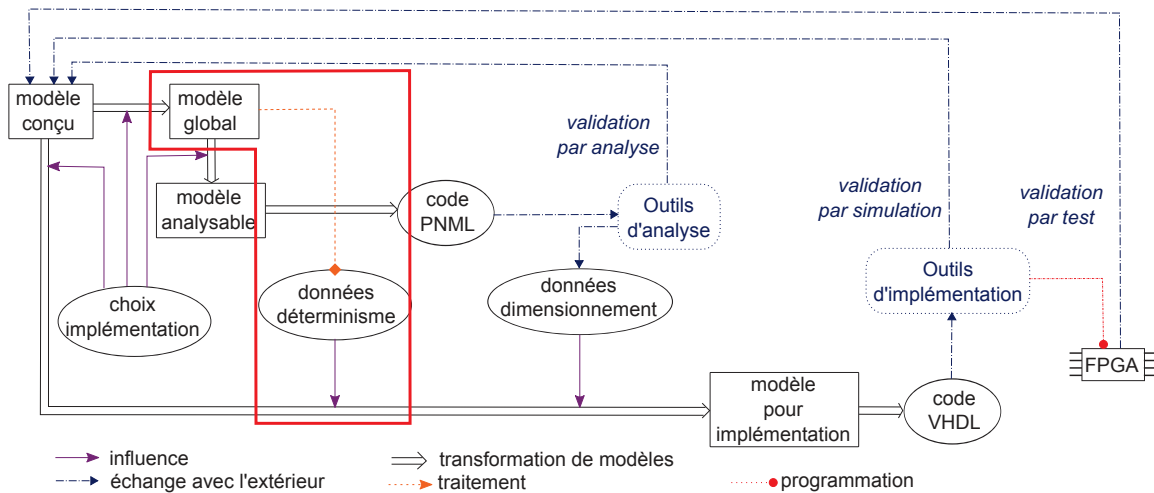 modèle
conçu
modèle
global
modèle
analysable
code
PNML
validation
par analyse
Outils
d'analyse
validation
par simulation
validation
par test
choix
implémentation
données
déterminisme
données
dimensionnement
Outils
d'implémentation
FPGA
modèle
pour
implémentation
code
VHDL
influence
transformation de modèles
échange avec l'extérieur
traitement
programmation